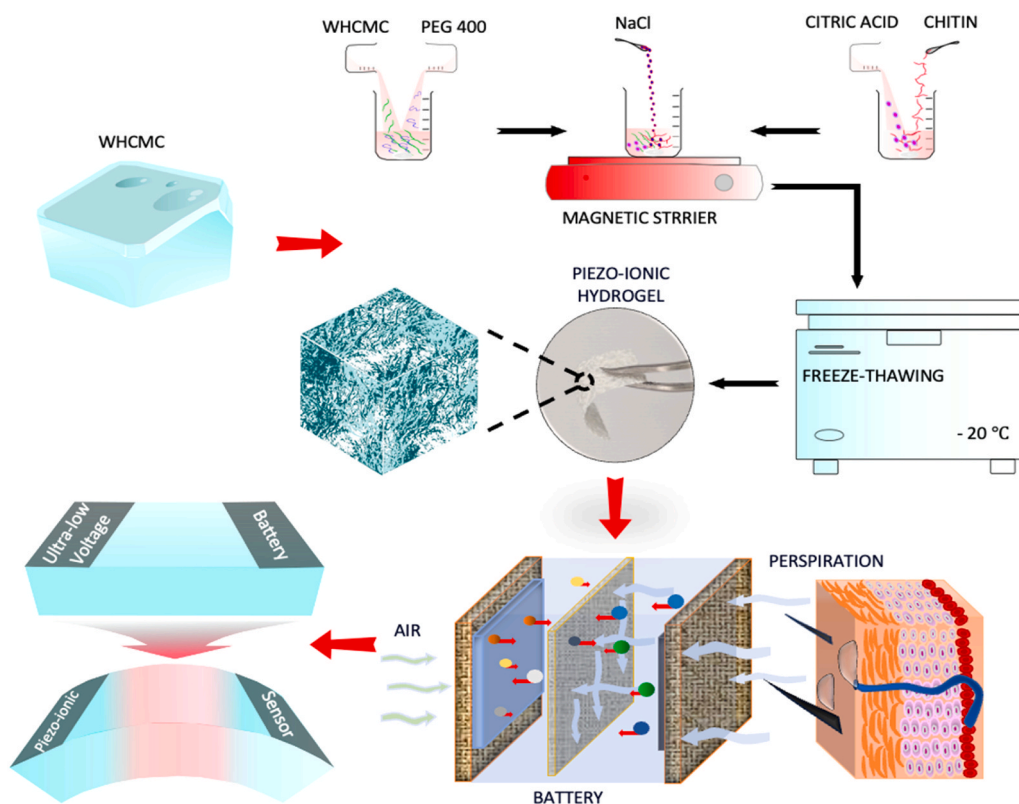 WHCMC
PEG 400
NaCl
CITRIC ACID
CHITIN
WHCMC
MAGNETIC STRRIER
PIEZO-IONIC
HYDROGEL
FREEZE-THAWING
- 20 °C
Ultra-low
Voltage
Battery
PERSPIRATION
AIR
Piezo-ionic
Sensor
BATTERY